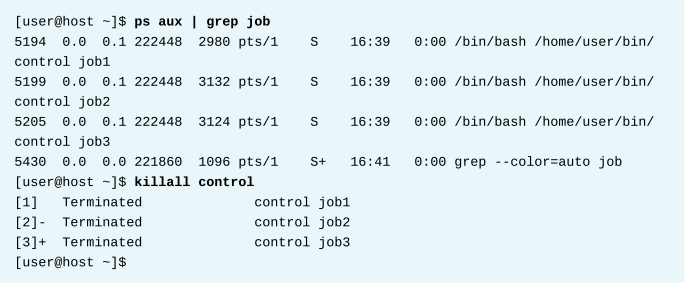 [user@host ~]$ ps aux | grep job
5194  0.0  0.1 222448  2980 pts/1    S    16:39   0:00 /bin/bash /home/user/bin/
control job1
5199  0.0  0.1 222448  3132 pts/1    S    16:39   0:00 /bin/bash /home/user/bin/
control job2
5205  0.0  0.1 222448  3124 pts/1    S    16:39   0:00 /bin/bash /home/user/bin/
control job3
5430  0.0  0.0 221860  1096 pts/1    S+   16:41   0:00 grep --color=auto job
[user@host ~]$ killall control
[1]   Terminated              control job1
[2]-  Terminated              control job2
[3]+  Terminated              control job3
[user@host ~]$